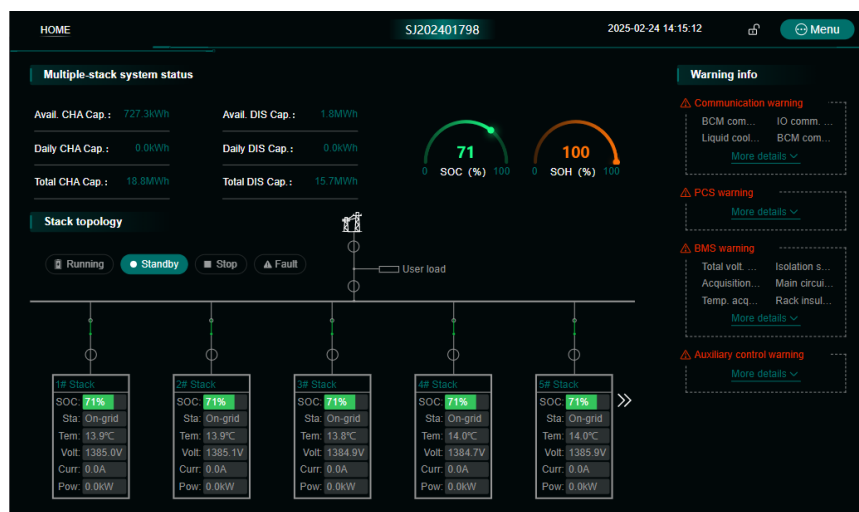 HOME
SJ202401798
2025-02-24 14:15:12
Menu
Multiple-stack system status
Avail. CHA Cap.: 727.3kWh
Avail. DIS Cap.: 1.8MWh
Daily CHA Cap.: 0.0kWh
Daily DIS Cap.: 0.0kWh
Total CHA Cap.: 18.8MWh
Total DIS Cap.: 15.7MWh
71
0 SOC (%) 100
100
0 SOH (%) 100
Stack topology
Running
Standby
Stop
Fault
User load
1# Stack
SOC: 71%
Sta: On-grid
Tem: 13.9℃
Volt: 1385.0V
Curr: 0.0A
Pow: 0.0kW
2# Stack
SOC: 71%
Sta: On-grid
Tem: 13.9℃
Volt: 1385.1V
Curr: 0.0A
Pow: 0.0kW
3# Stack
SOC: 71%
Sta: On-grid
Tem: 13.8℃
Volt: 1384.9V
Curr: 0.0A
Pow: 0.0kW
4# Stack
SOC: 71%
Sta: On-grid
Tem: 14.0℃
Volt: 1384.7V
Curr: 0.0A
Pow: 0.0kW
5# Stack
SOC: 71%
Sta: On-grid
Tem: 14.0℃
Volt: 1385.9V
Curr: 0.0A
Pow: 0.0kW
Warning info
Communication warning
BCM com... IO comm. ...
Liquid cool... BCM com...
More details
PCS warning
More details
BMS warning
Total volt. ... Isolation s...
Acquisition... Main circui...
Temp. acq... Rack insul...
More details
Auxiliary control warning
More details